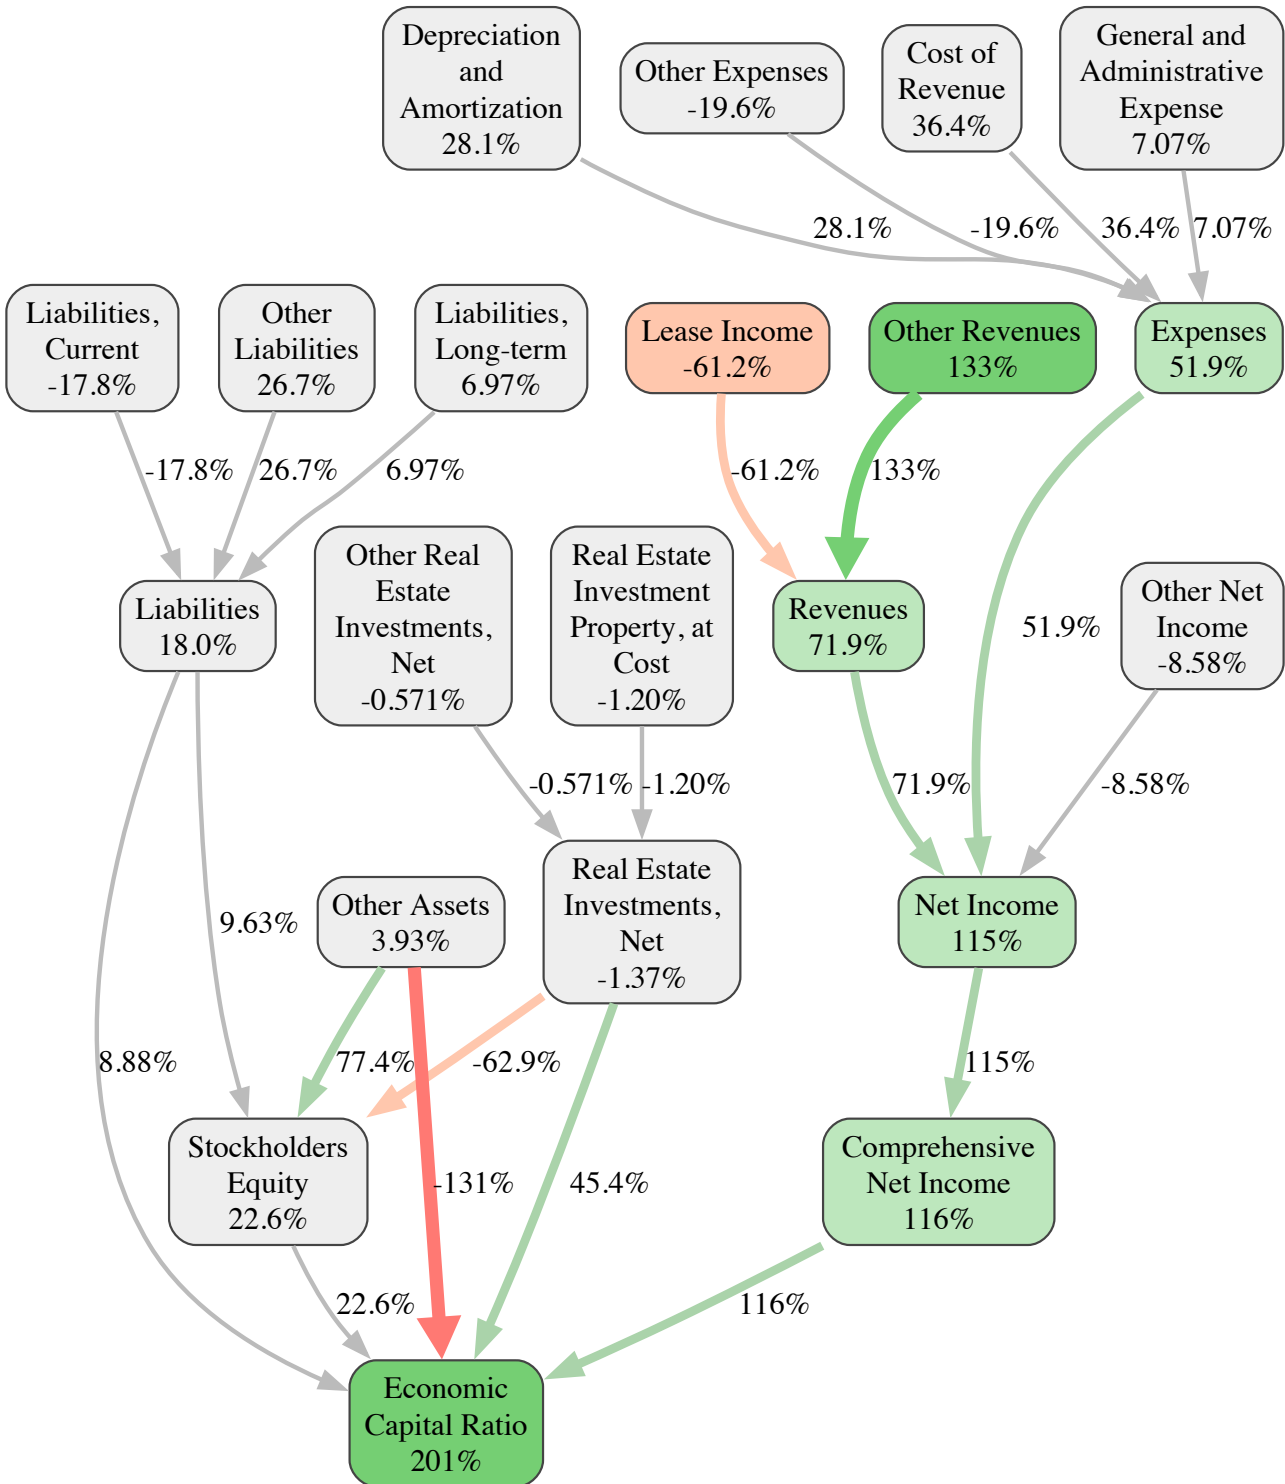 Depreciation
and
Amortization
28.1%
Other Expenses
-19.6%
Cost of
Revenue
36.4%
General and
Administrative
Expense
7.07%
28.1%
-19.6%
36.4%
7.07%
Liabilities,
Current
-17.8%
Other
Liabilities
26.7%
Liabilities,
Long-term
6.97%
Lease Income
-61.2%
Other Revenues
133%
Expenses
51.9%
-17.8%
26.7%
6.97%
-61.2%
133%
Liabilities
18.0%
Other Real
Estate
Investments,
Net
-0.571%
Real Estate
Investment
Property, at
Cost
-1.20%
Revenues
71.9%
51.9%
Other Net
Income
-8.58%
-0.571%
-1.20%
71.9%
-8.58%
9.63%
Other Assets
3.93%
Real Estate
Investments,
Net
-1.37%
Net Income
115%
8.88%
77.4%
-62.9%
115%
Stockholders
Equity
22.6%
-131%
45.4%
Comprehensive
Net Income
116%
22.6%
116%
Economic
Capital Ratio
201%